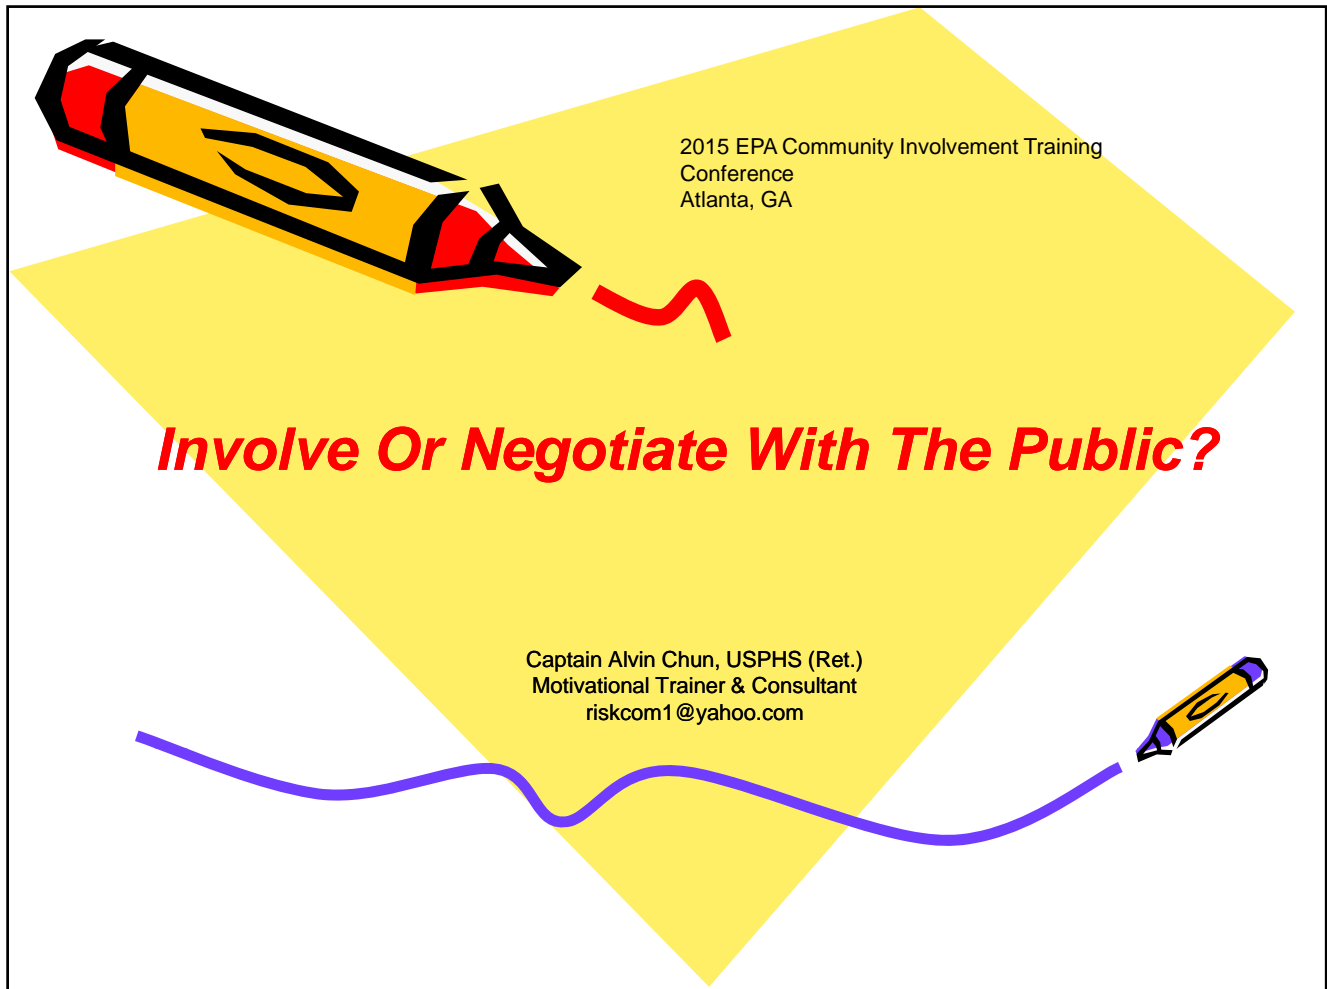 2015 EPA Community Involvement Training
Conference
Atlanta, GA
Involve Or Negotiate With The Public?
Captain Alvin Chun, USPHS (Ret.)
Motivational Trainer & Consultant
riskcom1@yahoo.com